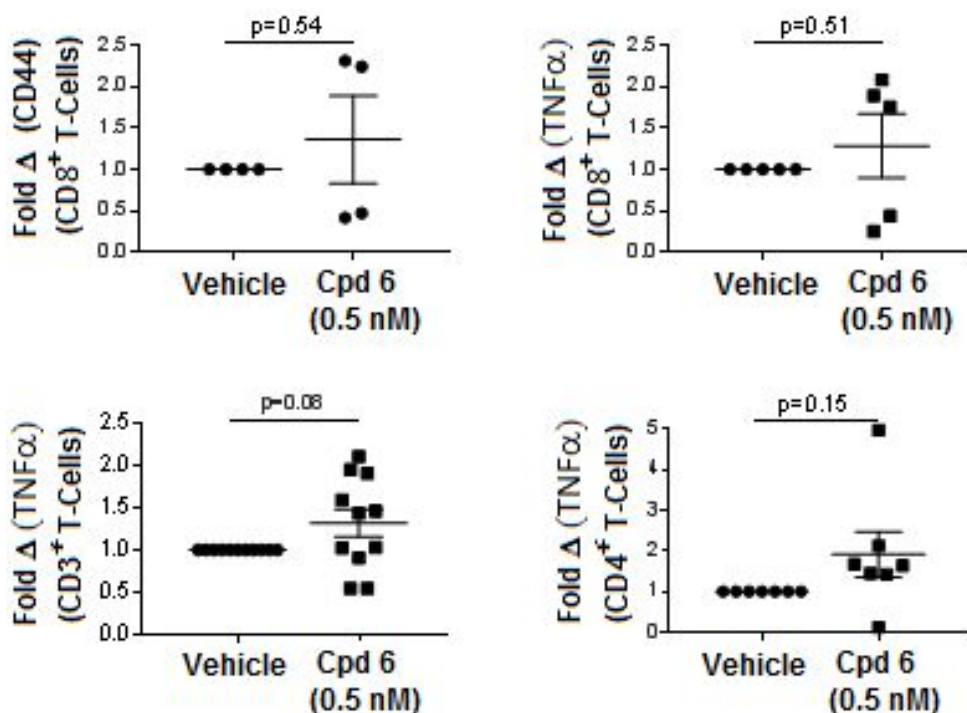 p=0.54
Fold Δ (CD44)
(CD8+ T-Cells)
2.5
2.0
1.5
1.0
0.5
0.0
Vehicle
Cpd 6
(0.5 nM)
p=0.51
Fold Δ (TNFα)
(CD8+ T-Cells)
2.5
2.0
1.5
1.0
0.5
0.0
Vehicle
Cpd 6
(0.5 nM)
p=0.08
Fold Δ (TNFα)
(CD3+ T-Cells)
2.5
2.0
1.5
1.0
0.5
0.0
Vehicle
Cpd 6
(0.5 nM)
p=0.15
Fold Δ (TNFα)
(CD4+ T-Cells)
5
4
3
2
1
0
Vehicle
Cpd 6
(0.5 nM)